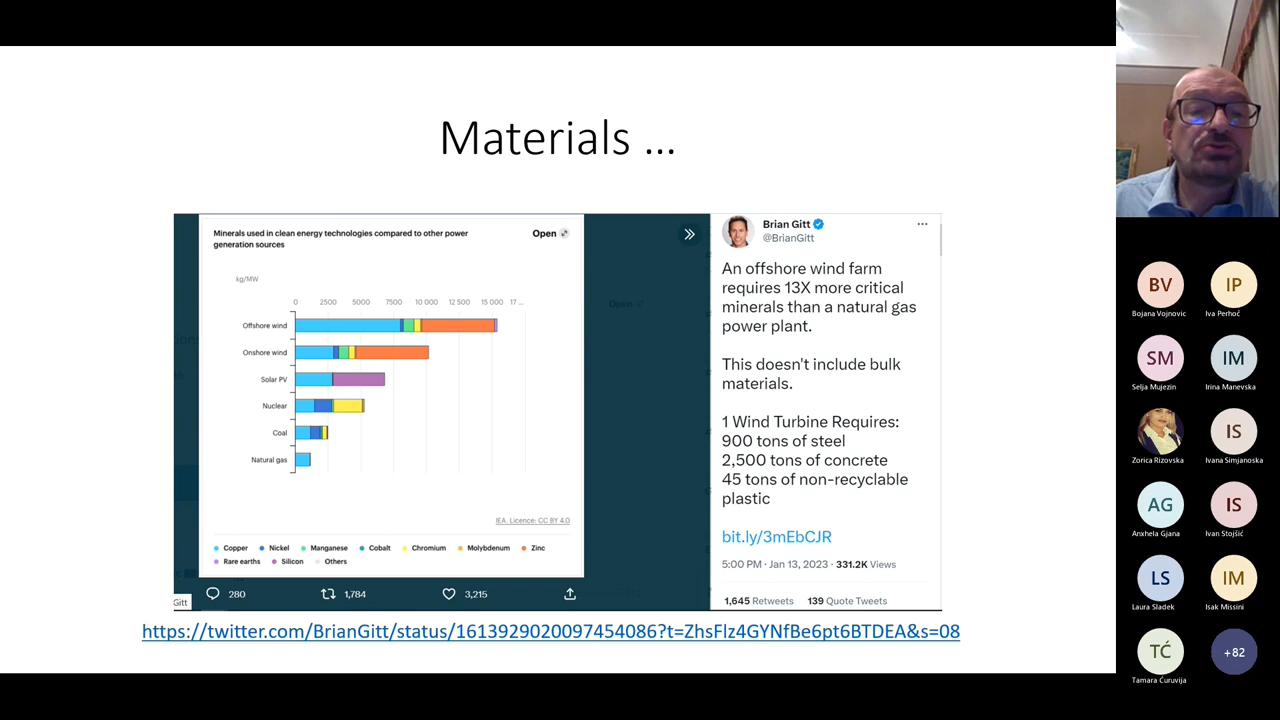 Materials ...
Minerals used in clean energy technologies compared to other power
generation sources
Open
kg/MW
0 2500 5000 7500 10 000 12 500 15 000 17 ...
Offshore wind
Onshore wind
Solar PV
Nuclear
Coal
Natural gas
IEA. Licence: CC BY 4.0
Copper Nickel Manganese Cobalt Chromium Molybdenum Zinc
Rare earths Silicon Others
Gitt
280 1,784 3,215
Brian Gitt
@BrianGitt
An offshore wind farm
requires 13X more critical
minerals than a natural gas
power plant.
This doesn't include bulk
materials.
1 Wind Turbine Requires:
900 tons of steel
2,500 tons of concrete
45 tons of non-recyclable
plastic
bit.ly/3mEbCJR
5:00 PM · Jan 13, 2023 · 331.2K Views
1,645 Retweets 139 Quote Tweets
https://twitter.com/BrianGitt/status/1613929020097454086?t=ZhsFlz4GYNfBe6pt6BTDEA&s=08
BV IP
Bojana Vojnovic Iva Perhoč
SM IM
Selja Mujezin Irina Manevska
IS
Zorica Rizovska Ivana Simjanoska
AG IS
Anxhela Gjana Ivan Stojšić
LS IM
Laura Sladek Isak Missini
TĆ +82
Tamara Ćuruvija